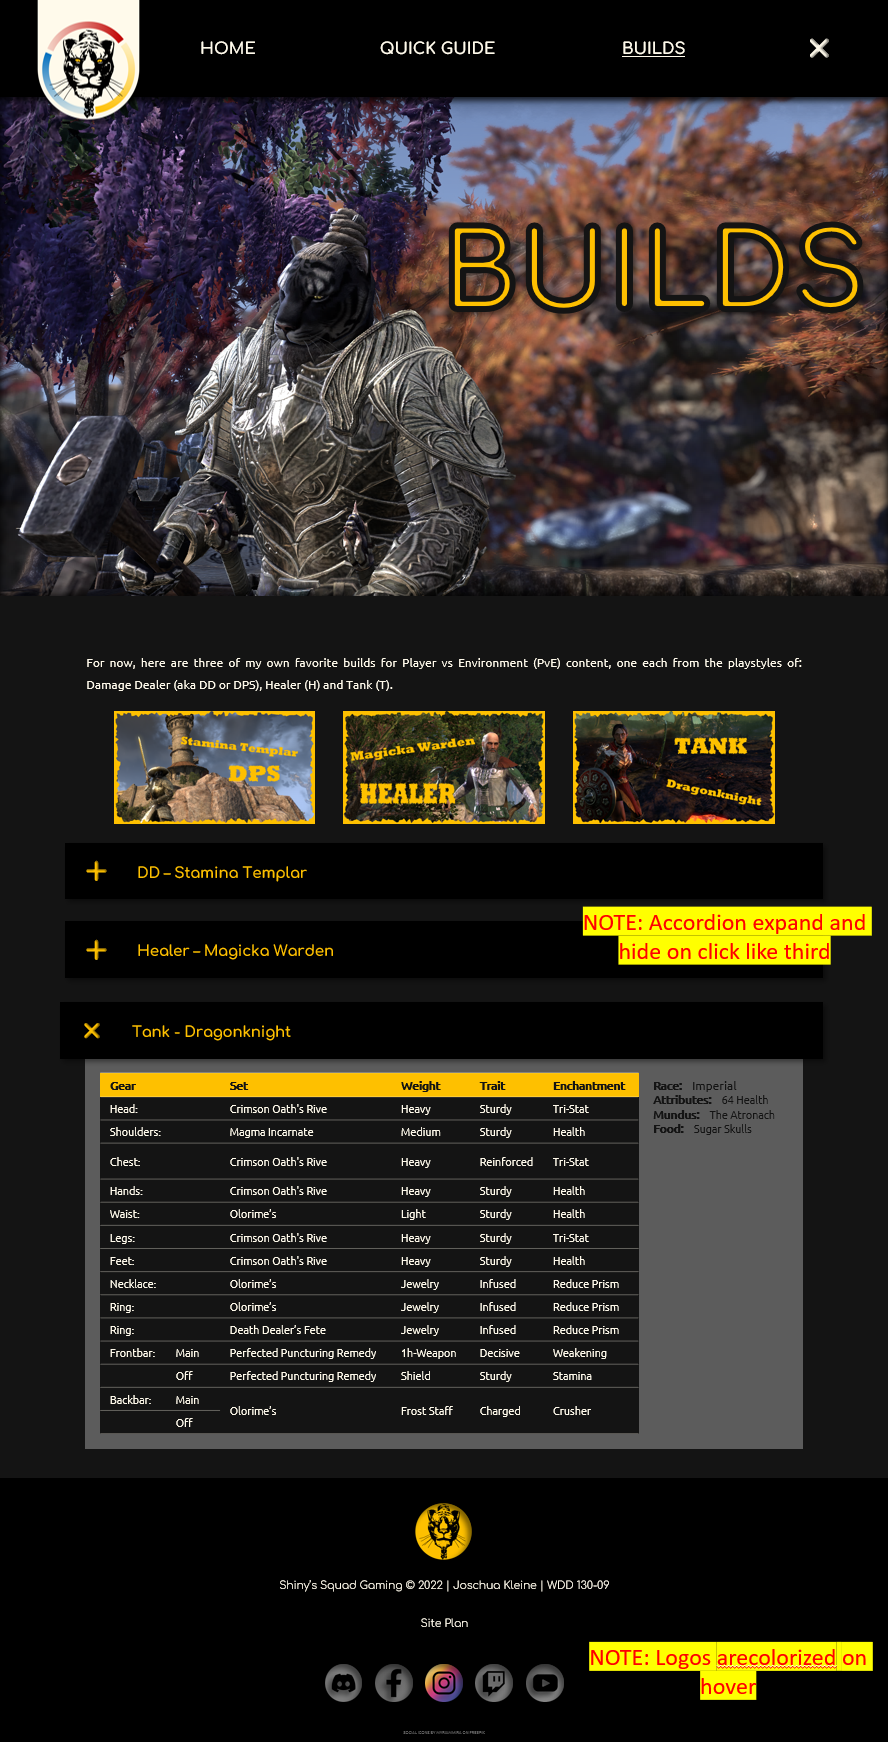 HOME QUICK GUIDE BUILDS
BUILDS
For now, here are three of my own favorite builds for Player vs Environment (PvE) content, one each from the playstyles of:
Damage Dealer (aka DD or DPS), Healer (H) and Tank (T).
Stamina Templar
DPS
Magicka Warden
HEALER
TANK
Dragonknight
DD – Stamina Templar
NOTE: Accordion expand and
hide on click like third
Healer – Magicka Warden
Tank - Dragonknight
Gear Set Weight Trait Enchantment
Head: Crimson Oath's Rive Heavy Sturdy Tri-Stat
Shoulders: Magma Incarnate Medium Sturdy Health
Chest: Crimson Oath's Rive Heavy Reinforced Tri-Stat
Hands: Crimson Oath's Rive Heavy Sturdy Health
Waist: Olorime's Light Sturdy Health
Legs: Crimson Oath's Rive Heavy Sturdy Tri-Stat
Feet: Crimson Oath's Rive Heavy Sturdy Health
Necklace: Olorime's Jewelry Infused Reduce Prism
Ring: Olorime's Jewelry Infused Reduce Prism
Ring: Death Dealer's Fete Jewelry Infused Reduce Prism
Frontbar: Main Perfected Puncturing Remedy 1h-Weapon Decisive Weakening
Off Perfected Puncturing Remedy Shield Sturdy Stamina
Backbar: Main
Olorime's Frost Staff Charged Crusher
Off
Race: Imperial
Attributes: 64 Health
Mundus: The Atronach
Food: Sugar Skulls
Shiny's Squad Gaming © 2022 | Joschua Kleine | WDD 130-09
Site Plan
NOTE: Logos arecolorized on
hover